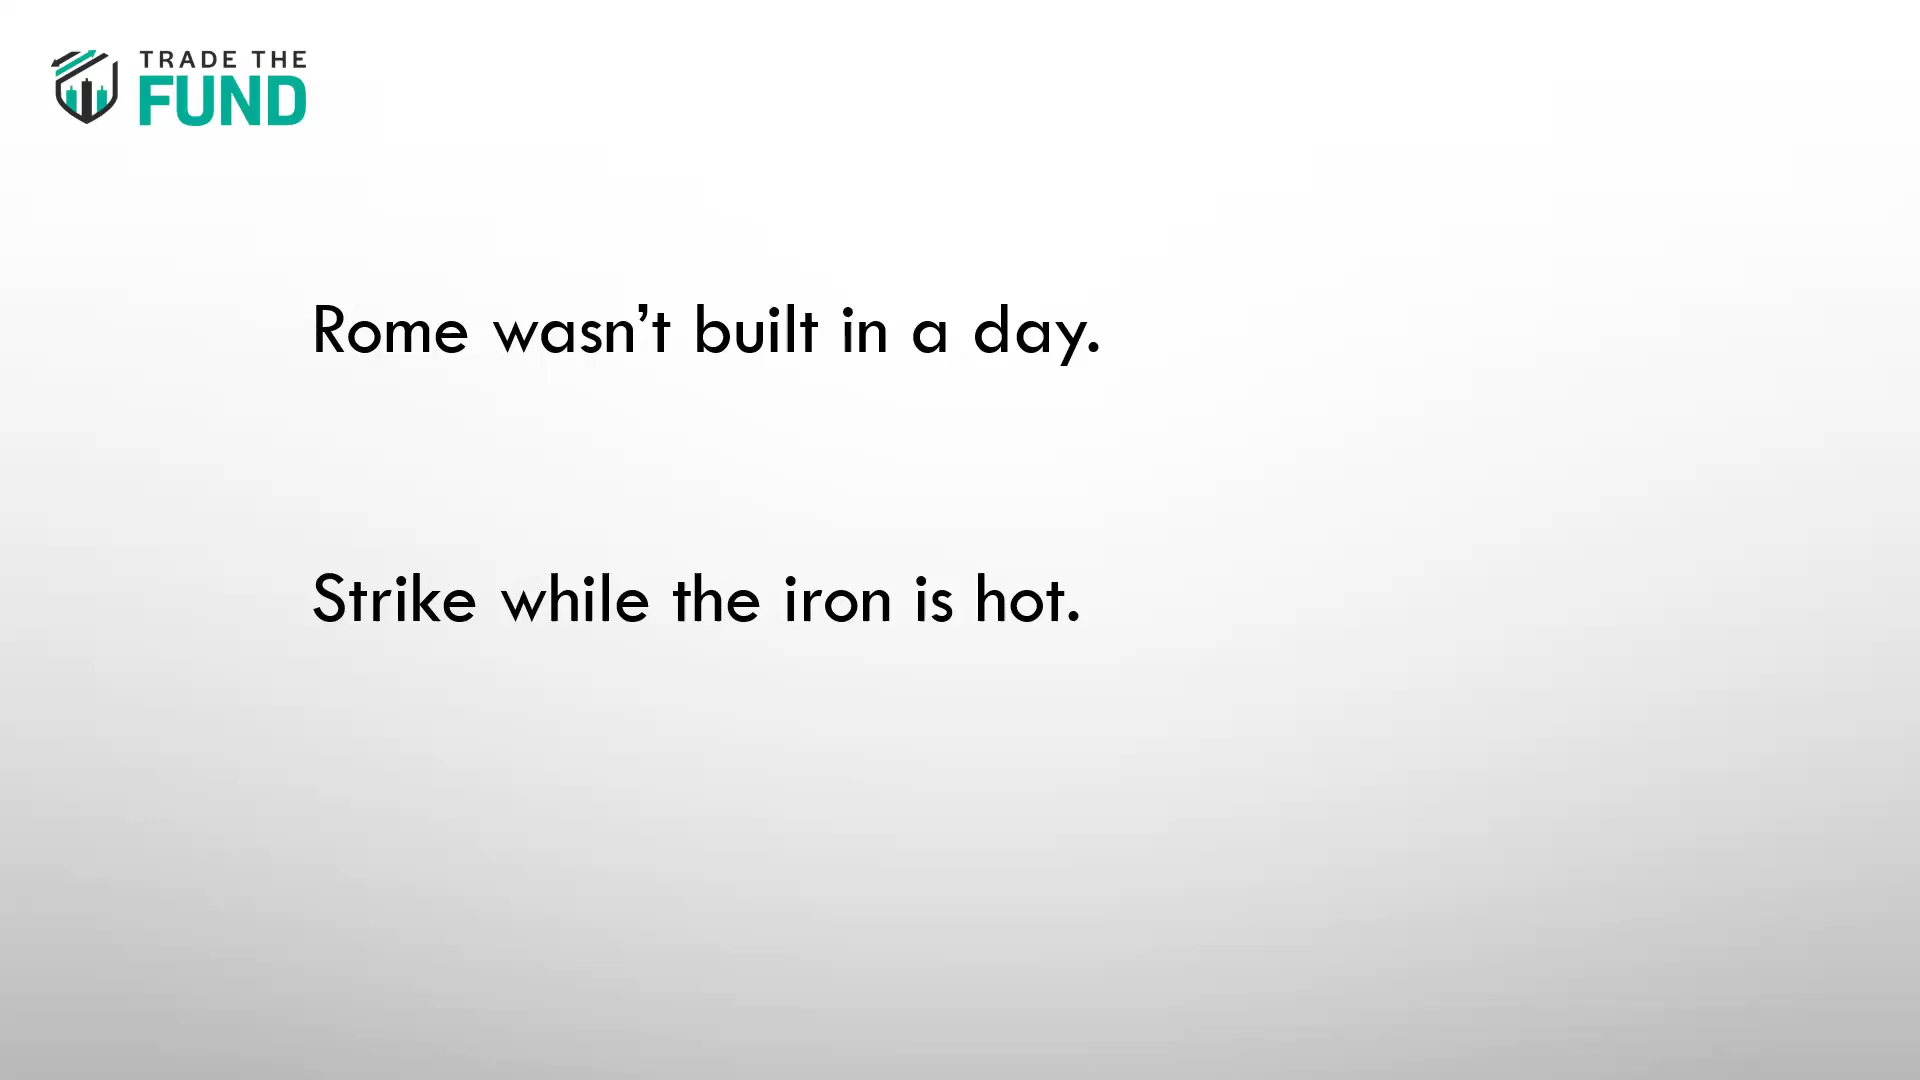 TRADE THE
FUND
Rome wasn’t built in a day.
Strike while the iron is hot.